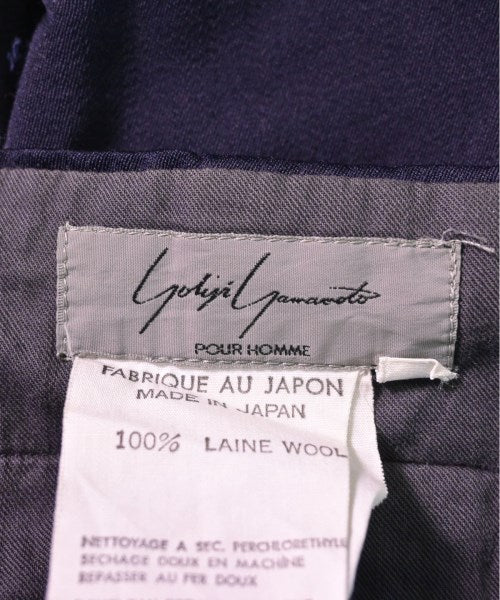 Yohji Yamamoto
POUR HOMME
FABRIQUE AU JAPON
MADE IN JAPAN
100% LAINE WOOL
NETTOYAGE A SEC. PERCHLORETHYLE
SECHAGE DOUX EN MACHINE
REPASSER AU FER DOUX